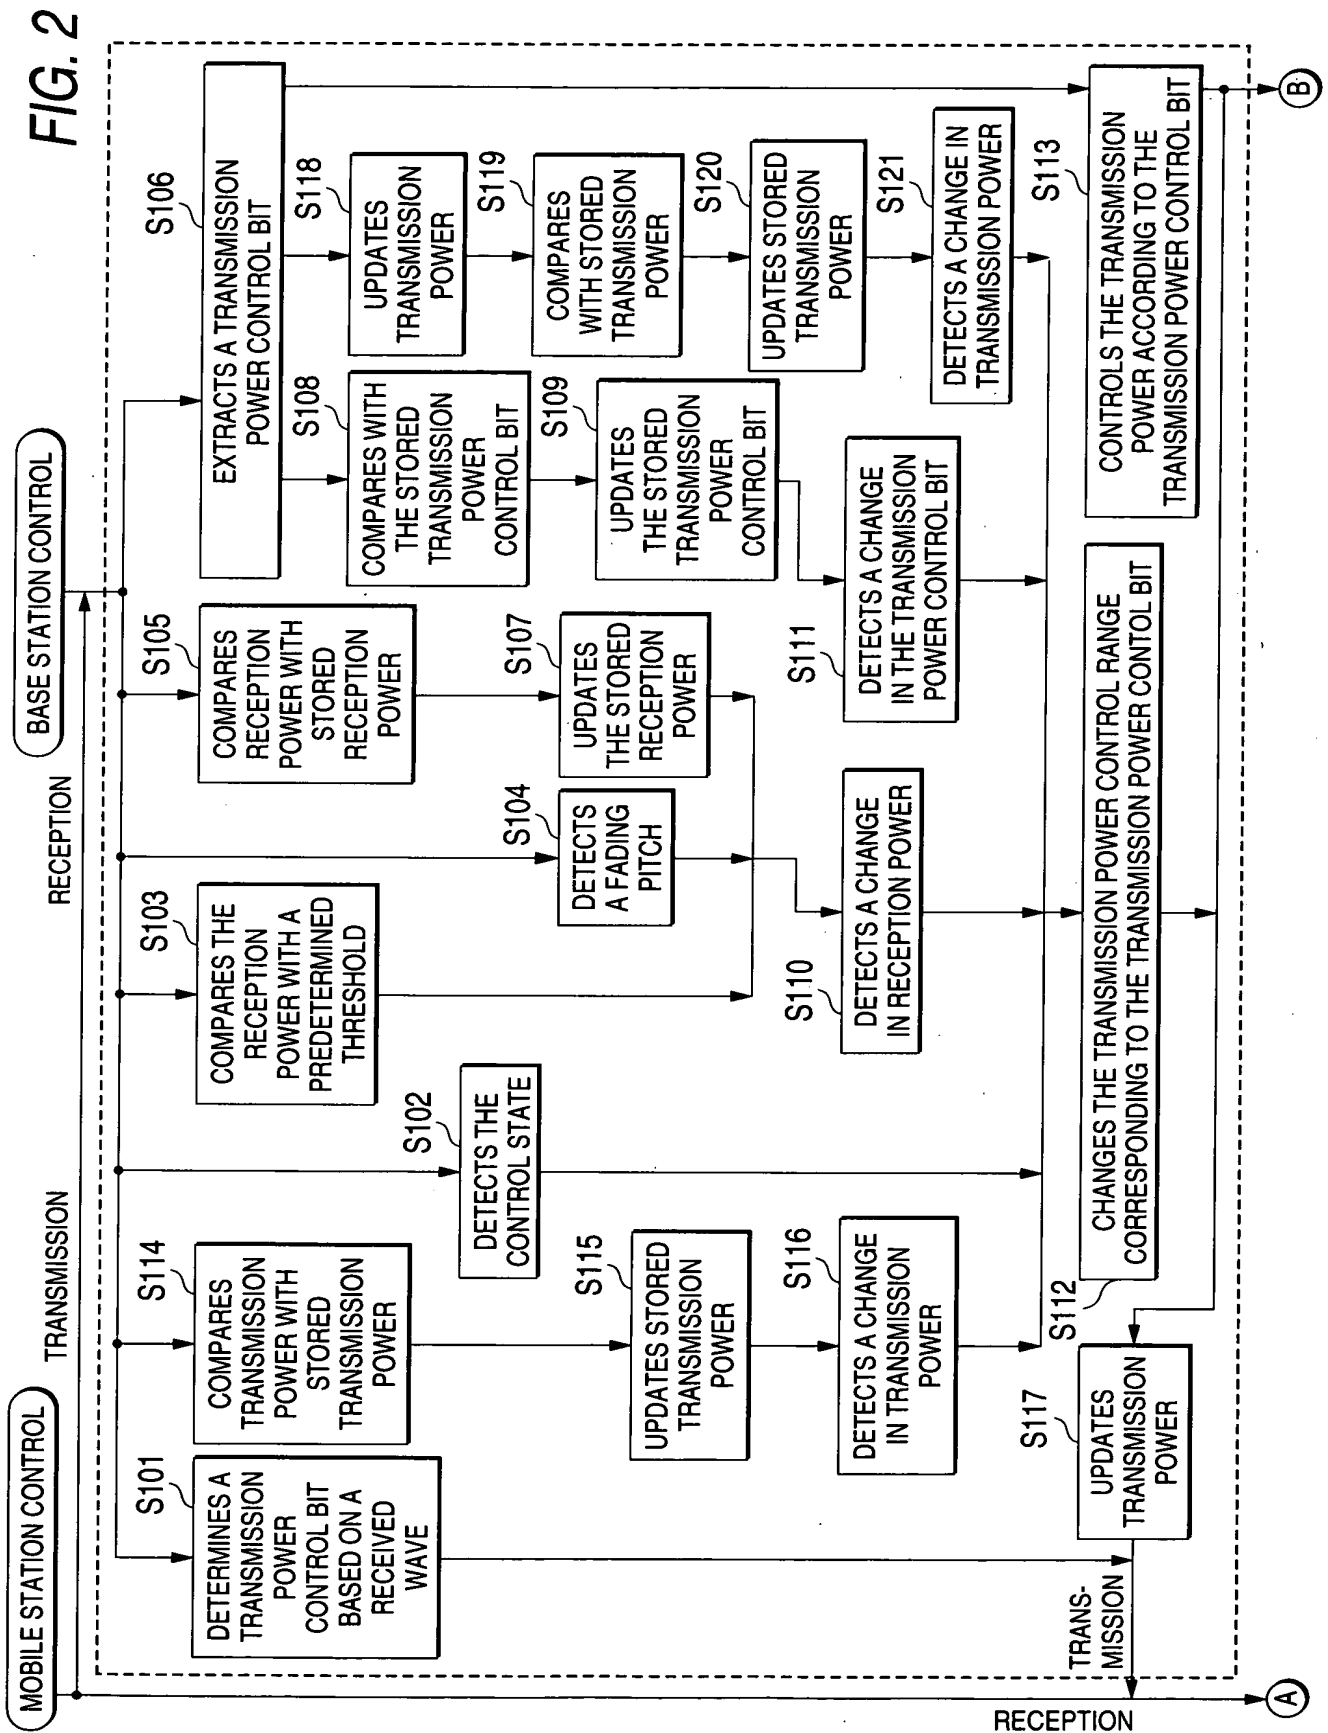 FIG. 2
MOBILE STATION CONTROL
TRANSMISSION
RECEPTION
BASE STATION CONTROL
S101
DETERMINES A
TRANSMISSION
POWER
CONTROL BIT
BASED ON A
RECEIVED
WAVE
S114
COMPARES
TRANSMISSION
POWER WITH
STORED
TRANSMISSION
POWER
S103
COMPARES THE
RECEPTION
POWER WITH A
PREDETERMINED
THRESHOLD
S105
COMPARES
RECEPTION
POWER WITH
STORED
RECEPTION
POWER
S106
EXTRACTS A TRANSMISSION
POWER CONTROL BIT
S102
DETECTS THE
CONTROL STATE
S104
DETECTS
A FADING
PITCH
S107
UPDATES
THE STORED
RECEPTION
POWER
S108
COMPARES WITH
THE STORED
TRANSMISSION
POWER
CONTROL BIT
S118
UPDATES
TRANSMISSION
POWER
S109
UPDATES
THE STORED
TRANSMISSION
POWER
CONTROL BIT
S119
COMPARES
WITH STORED
TRANSMISSION
POWER
S115
UPDATES STORED
TRANSMISSION
POWER
S120
UPDATES STORED
TRANSMISSION
POWER
S116
DETECTS A CHANGE
IN TRANSMISSION
POWER
S110
DETECTS A CHANGE
IN RECEPTION POWER
S111
DETECTS A CHANGE
IN THE TRANSMISSION
POWER CONTROL BIT
S121
DETECTS A CHANGE IN
TRANSMISSION POWER
S117
UPDATES
TRANSMISSION
POWER
S112
CHANGES THE TRANSMISSION POWER CONTROL RANGE
CORRESPONDING TO THE TRANSMISSION POWER CONTOL BIT
S113
CONTROLS THE TRANSMISSION
POWER ACCORDING TO THE
TRANSMISSION POWER CONTROL BIT
TRANS-
MISSION
RECEPTION
A
B